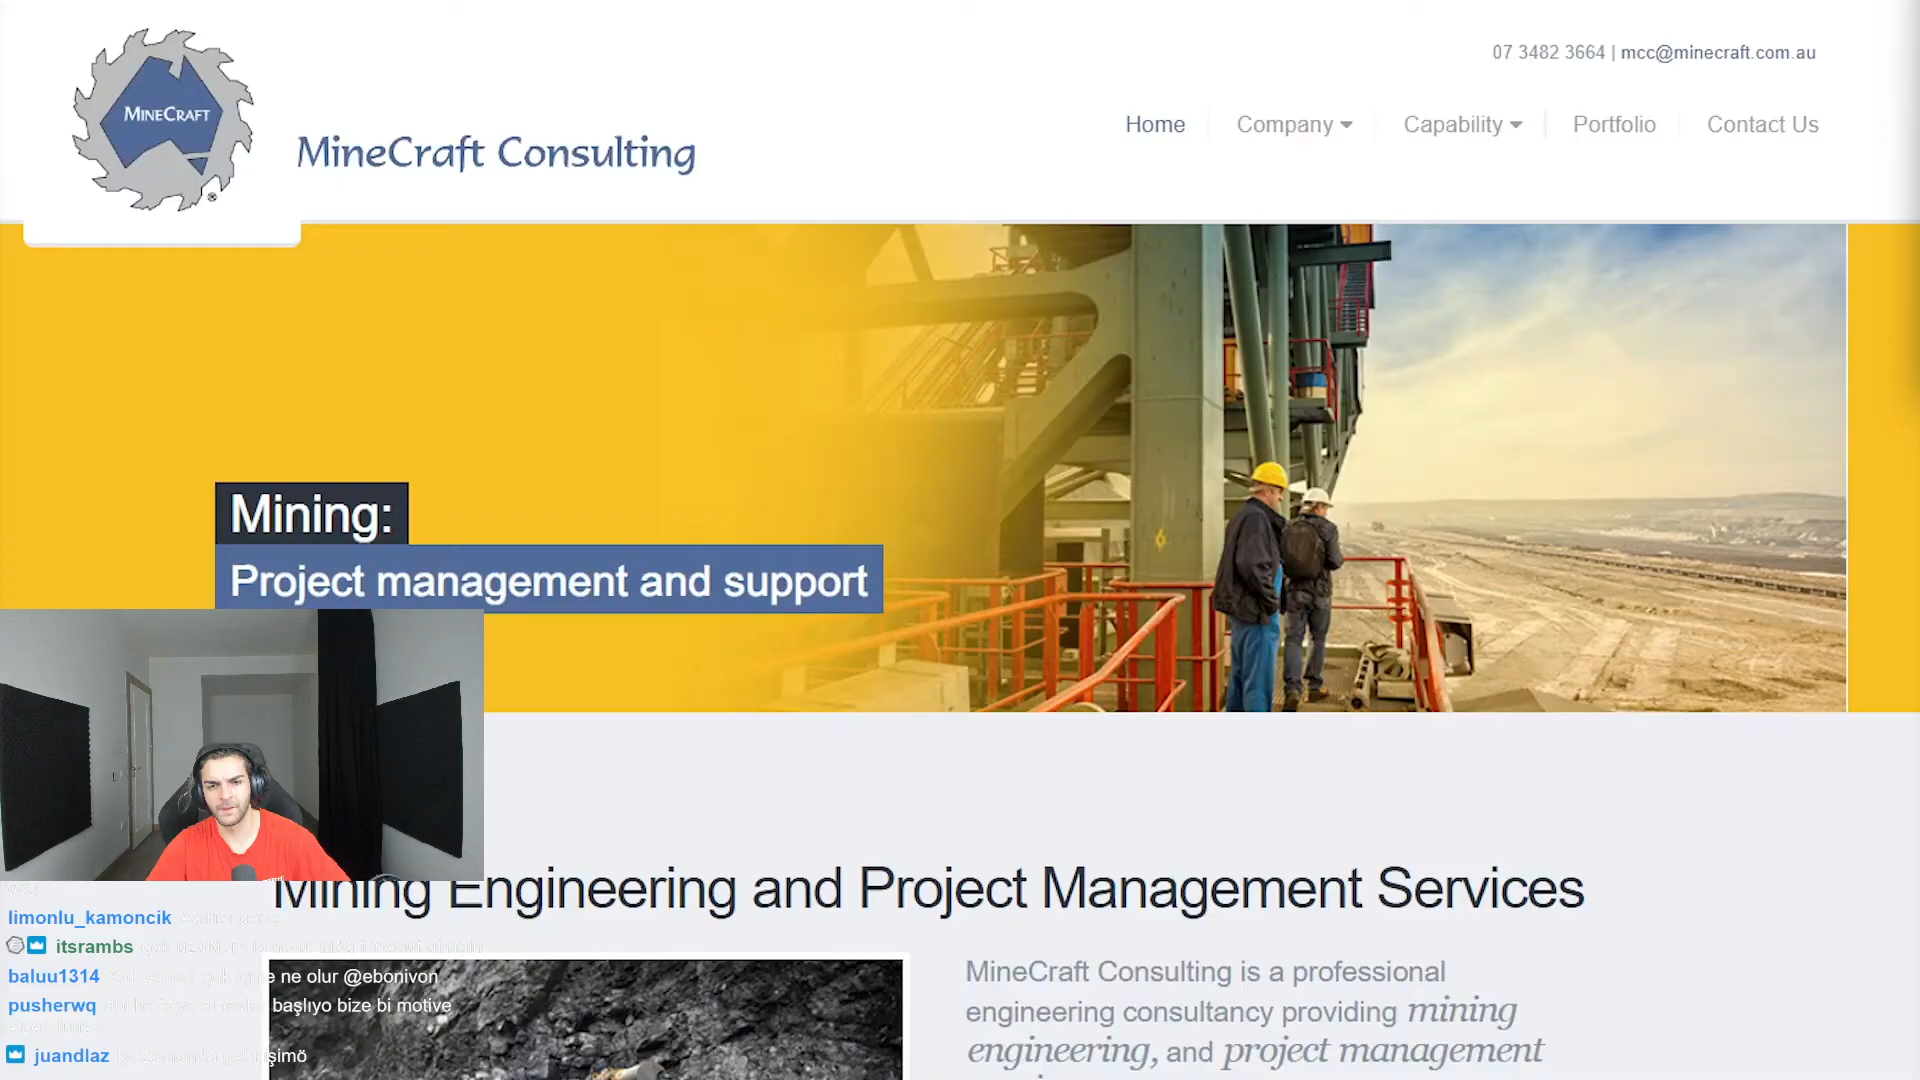 07 3482 3664 | mcc@minecraft.com.au
MINECRAFT
MineCraft Consulting
Home
Company
Capability
Portfolio
Contact Us
Mining:
Project management and support
Mining Engineering and Project Management Services
MineCraft Consulting is a professional
engineering consultancy providing mining
engineering, and project management
limonlu_kamoncik
itsrambs
baluu1314 ne olur @ebonivon
pusherwq başlıyo bize bi motive
juandlaz